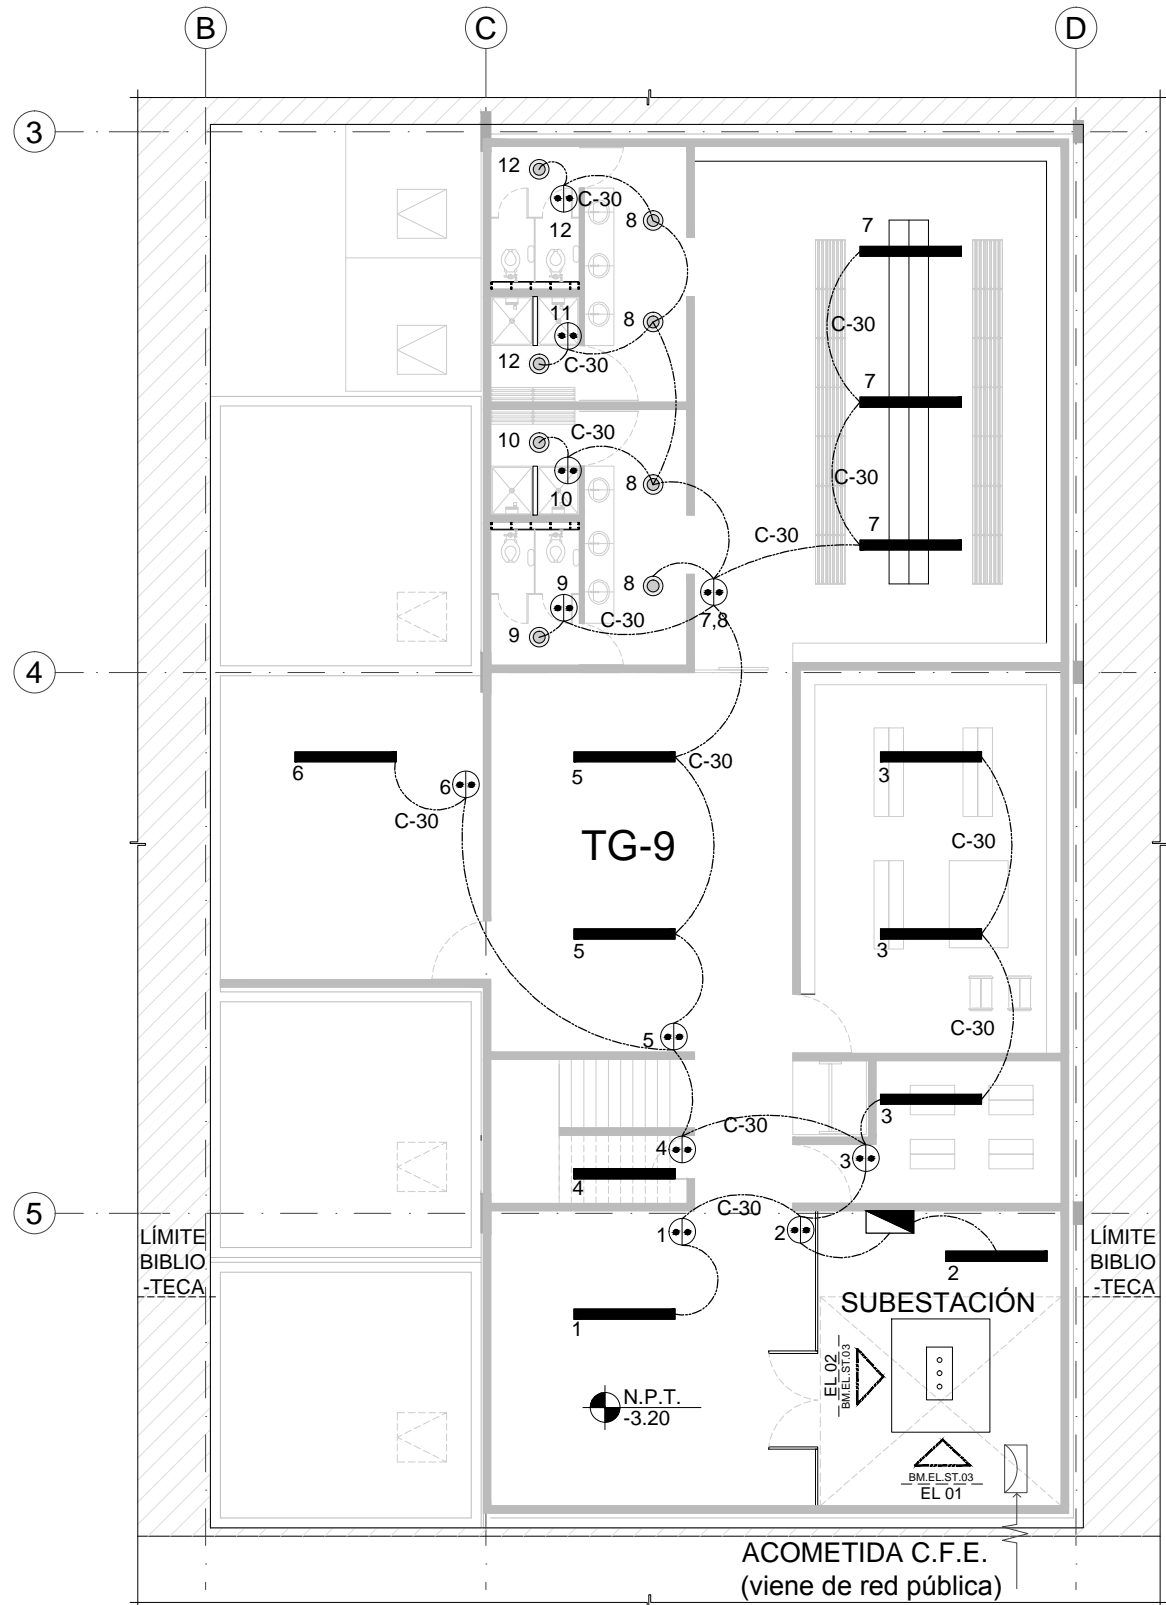 B
C
D
3
12
C-30
12
8
7
11
8
C-30
12
C-30
7
10
C-30
10
8
C-30
7
C-30
9
8
C-30
7,8
9
4
6
5
C-30
3
6
C-30
TG-9
C-30
5
3
5
C-30
3
C-30
4
3
4
5
1
C-30
2
LÍMITE
BIBLIO
-TECA
LÍMITE
BIBLIO
-TECA
2
SUBESTACIÓN
1
EL 02
BM.EL.ST.03
N.P.T.
-3.20
BM.EL.ST.03
EL 01
ACOMETIDA C.F.E.
(viene de red pública)